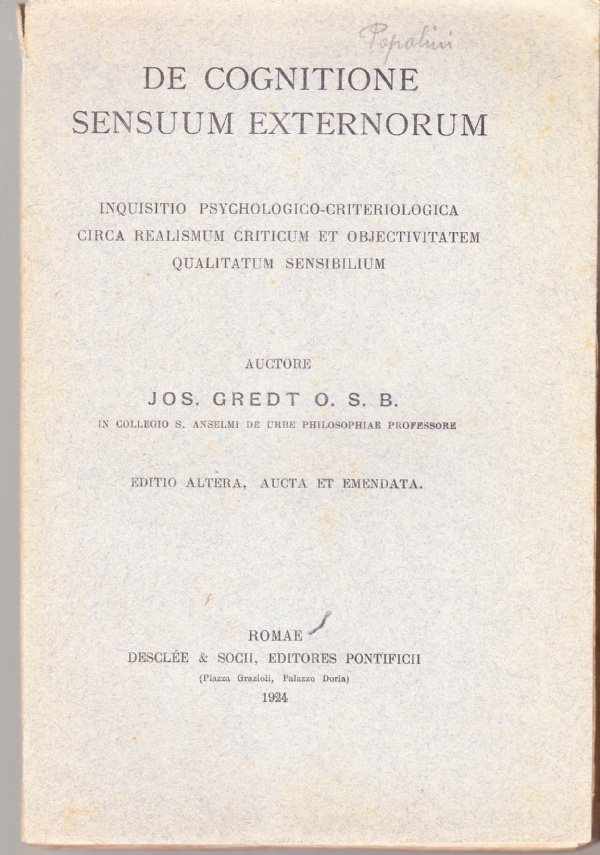 Popolini
DE COGNITIONE
SENSUUM EXTERNORUM
INQUISITIO PSYCHOLOGICO-CRITERIOLOGICA
CIRCA REALISMUM CRITICUM ET OBJECTIVITATEM
QUALITATUM SENSIBILIUM
AUCTORE
JOS. GREDT O. S. B.
IN COLLEGIO S. ANSELMI DE URBE PHILOSOPHIAE PROFESSORE
EDITIO ALTERA, AUCTA ET EMENDATA.
ROMAE
DESCLÉE & SOCII, EDITORES PONTIFICII
(Piazza Grazioli, Palazzo Doria)
1924